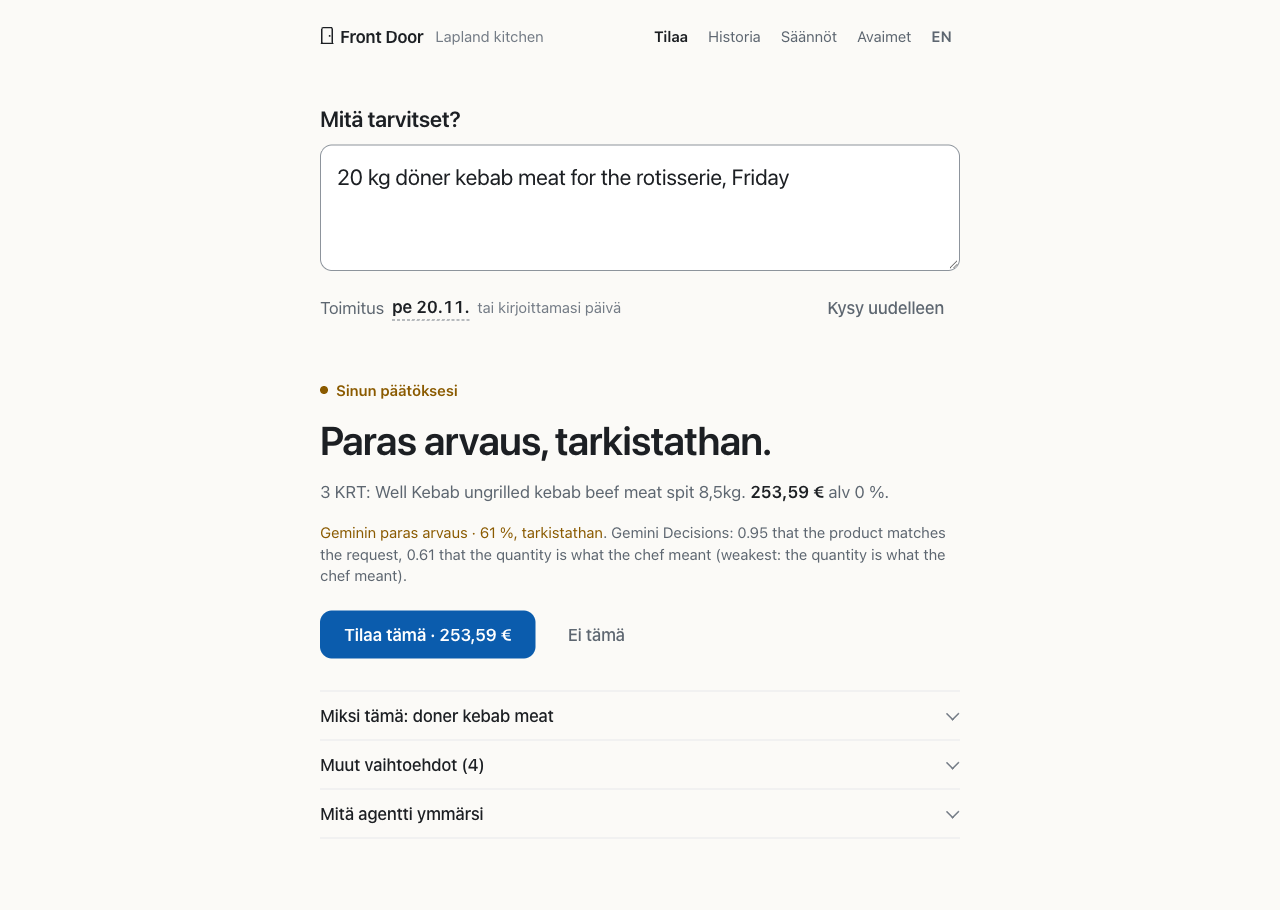 Front Door Lapland kitchen Tilaa Historia Säännöt Avaimet EN
Mitä tarvitset?
20 kg döner kebab meat for the rotisserie, Friday
Toimitus pe 20.11. tai kirjoittamasi päivä Kysy uudelleen
Sinun päätöksesi
Paras arvaus, tarkistathan.
3 KRT: Well Kebab ungrilled kebab beef meat spit 8,5kg. 253,59 € alv 0 %.
Geminin paras arvaus · 61 %, tarkistathan. Gemini Decisions: 0.95 that the product matches
the request, 0.61 that the quantity is what the chef meant (weakest: the quantity is what the
chef meant).
Tilaa tämä · 253,59 € Ei tämä
Miksi tämä: doner kebab meat
Muut vaihtoehdot (4)
Mitä agentti ymmärsi